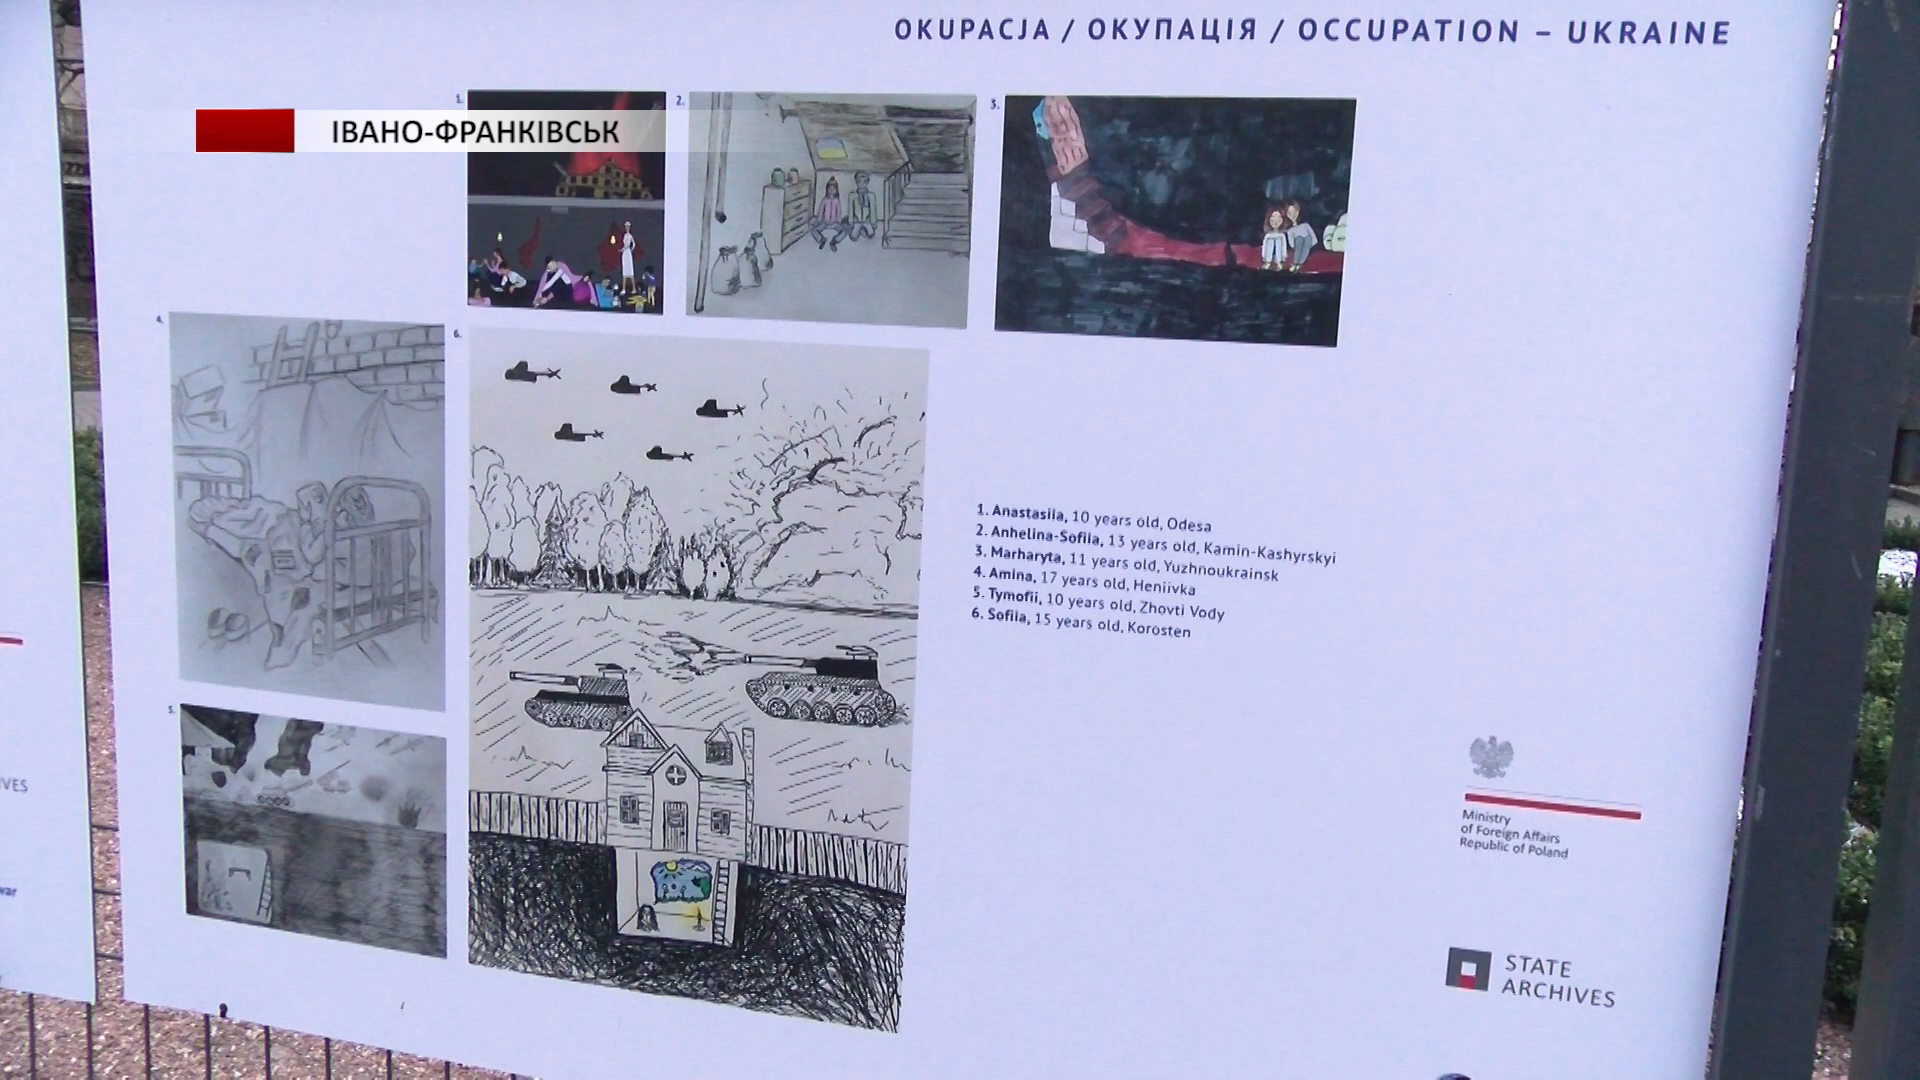 OKUPACJA / ОКУПАЦІЯ / OCCUPATION – UKRAINE
ІВАНО-ФРАНКІВСЬК
1.
2.
3.
4.
6.
5.
1. Anastasiia, 10 years old, Odesa
2. Anhelina-Sofiia, 13 years old, Kamin-Kashyrskyi
3. Marharyta, 11 years old, Yuzhnoukrainsk
4. Amina, 17 years old, Heniivka
5. Tymofii, 10 years old, Zhovti Vody
6. Sofiia, 15 years old, Korosten
Ministry
of Foreign Affairs
Republic of Poland
STATE
ARCHIVES